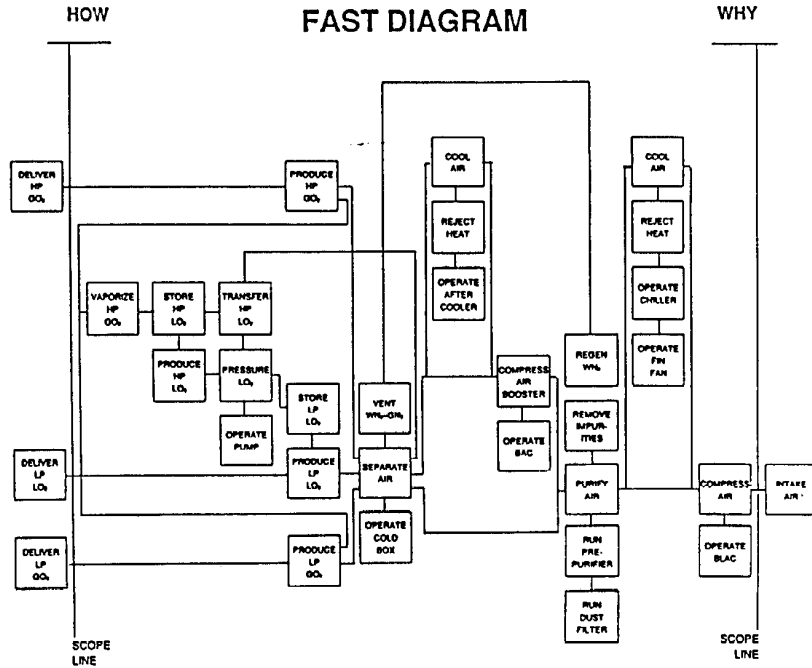 HOW
FAST DIAGRAM
WHY
COOL
AIR
COOL
AIR
DELIVER
HP
GO₂
PRODUCE
HP
GO₂
REJECT
HEAT
REJECT
HEAT
VAPORIZE
HP
GO₂
STORE
HP
LO₂
TRANSFER
HP
LO₂
OPERATE
AFTER
COOLER
OPERATE
CHILLER
PRODUCE
HP
LO₂
PRESSURE
LO₂
OPERATE
FIN
FAN
STORE
LP
LO₂
VENT
WN₂-GN₂
COMPRESS
AIR
BOOSTER
REGEN
WN₂
OPERATE
PUMP
OPERATE
BAC
REMOVE
IMPUR-
ITIES
DELIVER
LP
LO₂
PRODUCE
LP
LO₂
SEPARATE
AIR
PURIFY
AIR
COMPRESS
AIR
INTAKE
AIR
OPERATE
COLD
BOX
RUN
PRE-
PURIFIER
OPERATE
BLAC
DELIVER
LP
GO₂
PRODUCE
LP
GO₂
RUN
DUST
FILTER
SCOPE
LINE
SCOPE
LINE